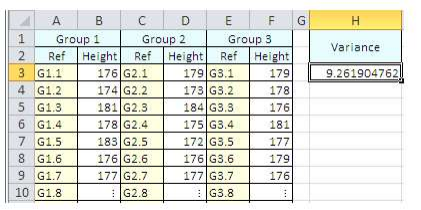 A B C D E F G H
1 Group 1 Group 2 Group 3 Variance
2 Ref Height Ref Height Ref Height
3 G1.1 176 G2.1 179 G3.1 179 9.261904762
4 G1.2 174 G2.2 173 G3.2 178
5 G1.3 181 G2.3 184 G3.3 176
6 G1.4 178 G2.4 175 G3.4 181
7 G1.5 183 G2.5 172 G3.5 177
8 G1.6 176 G2.6 176 G3.6 179
9 G1.7 177 G2.7 177 G3.7 176
10 G1.8 ⋮ G2.8 ⋮ G3.8 ⋮